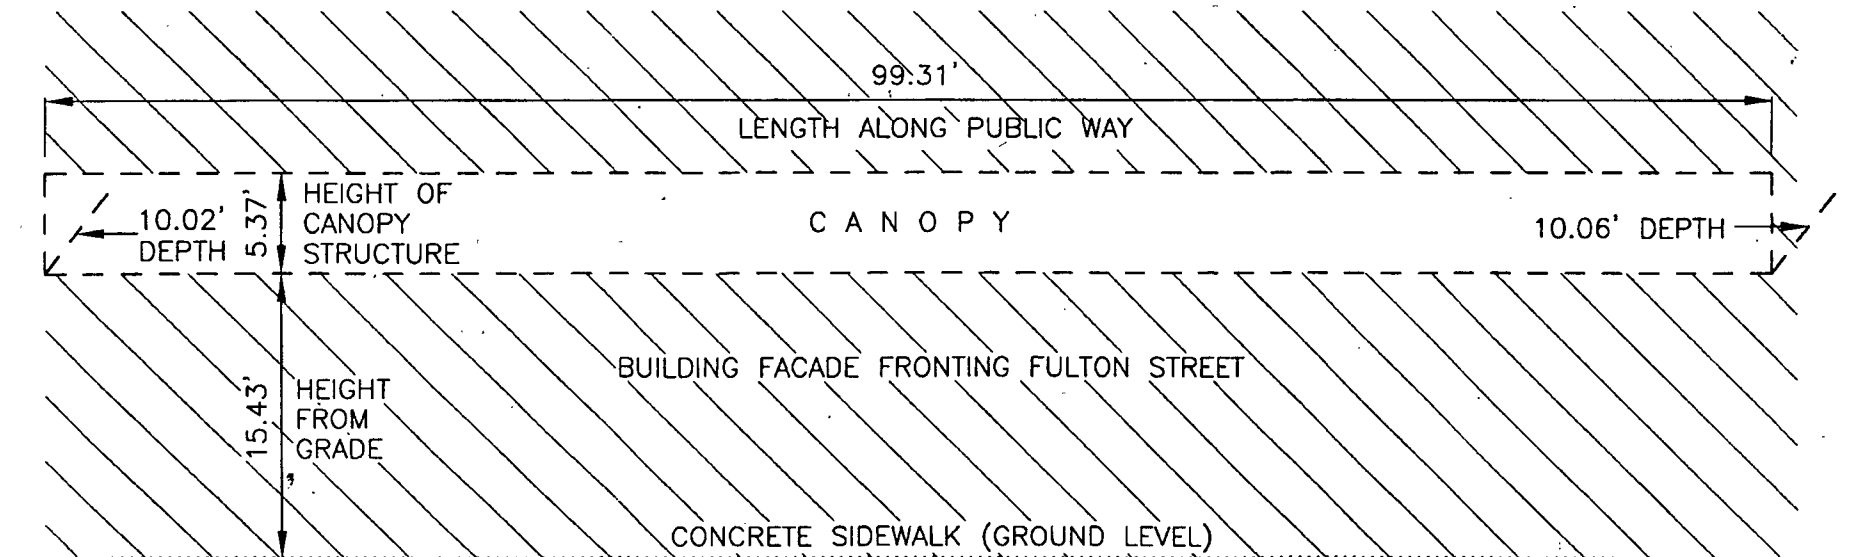 99.31'
LENGTH ALONG PUBLIC WAY
10.02'
DEPTH
5.37'
HEIGHT OF
CANOPY
STRUCTURE
CANOPY
10.06' DEPTH
BUILDING FACADE FRONTING FULTON STREET
15.43'
HEIGHT
FROM
GRADE
CONCRETE SIDEWALK (GROUND LEVEL)